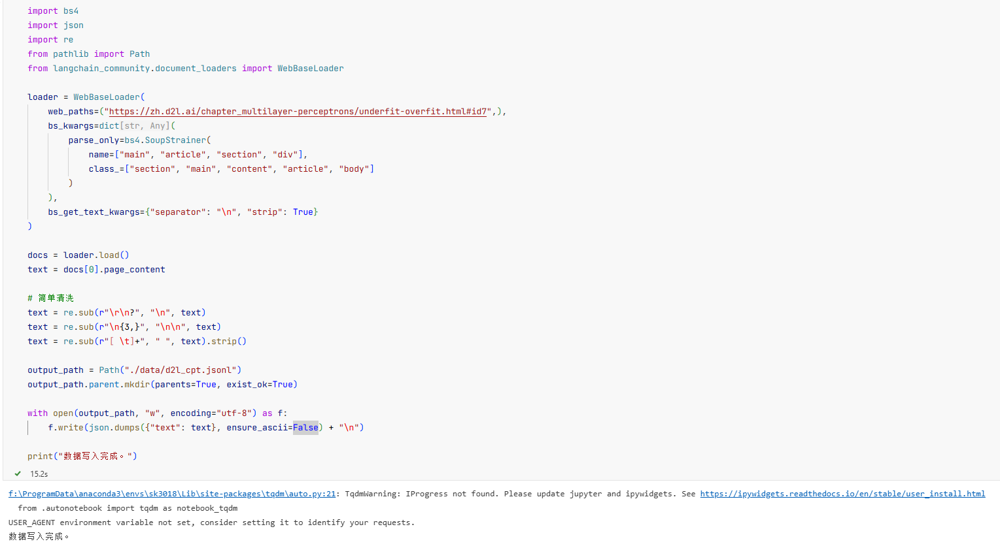 import bs4
import json
import re
from pathlib import Path
from langchain_community.document_loaders import WebBaseLoader
loader = WebBaseLoader(
web_paths=("https://zh.d2l.ai/chapter_multilayer-perceptrons/underfit-overfit.html#id7",),
bs_kwargs=dict[str, Any](
parse_only=bs4.SoupStrainer(
name=["main", "article", "section", "div"],
class_=["section", "main", "content", "article", "body"]
)
),
bs_get_text_kwargs={"separator": "\n", "strip": True}
)
docs = loader.load()
text = docs[0].page_content
# 简单清洗
text = re.sub(r"\r\n?", "\n", text)
text = re.sub(r"\n{3,}", "\n\n", text)
text = re.sub(r"[ \t]+", " ", text).strip()
output_path = Path("./data/d2l_cpt.jsonl")
output_path.parent.mkdir(parents=True, exist_ok=True)
with open(output_path, "w", encoding="utf-8") as f:
f.write(json.dumps({"text": text}, ensure_ascii=False) + "\n")
print("数据写入完成。")
15.2s
f:\ProgramData\anaconda3\envs\sk3018\Lib\site-packages\tqdm\auto.py:21: TqdmWarning: IProgress not found. Please update jupyter and ipywidgets. See https://ipywidgets.readthedocs.io/en/stable/user_install.html
from .autonotebook import tqdm as notebook_tqdm
USER_AGENT environment variable not set, consider setting it to identify your requests.
数据写入完成。